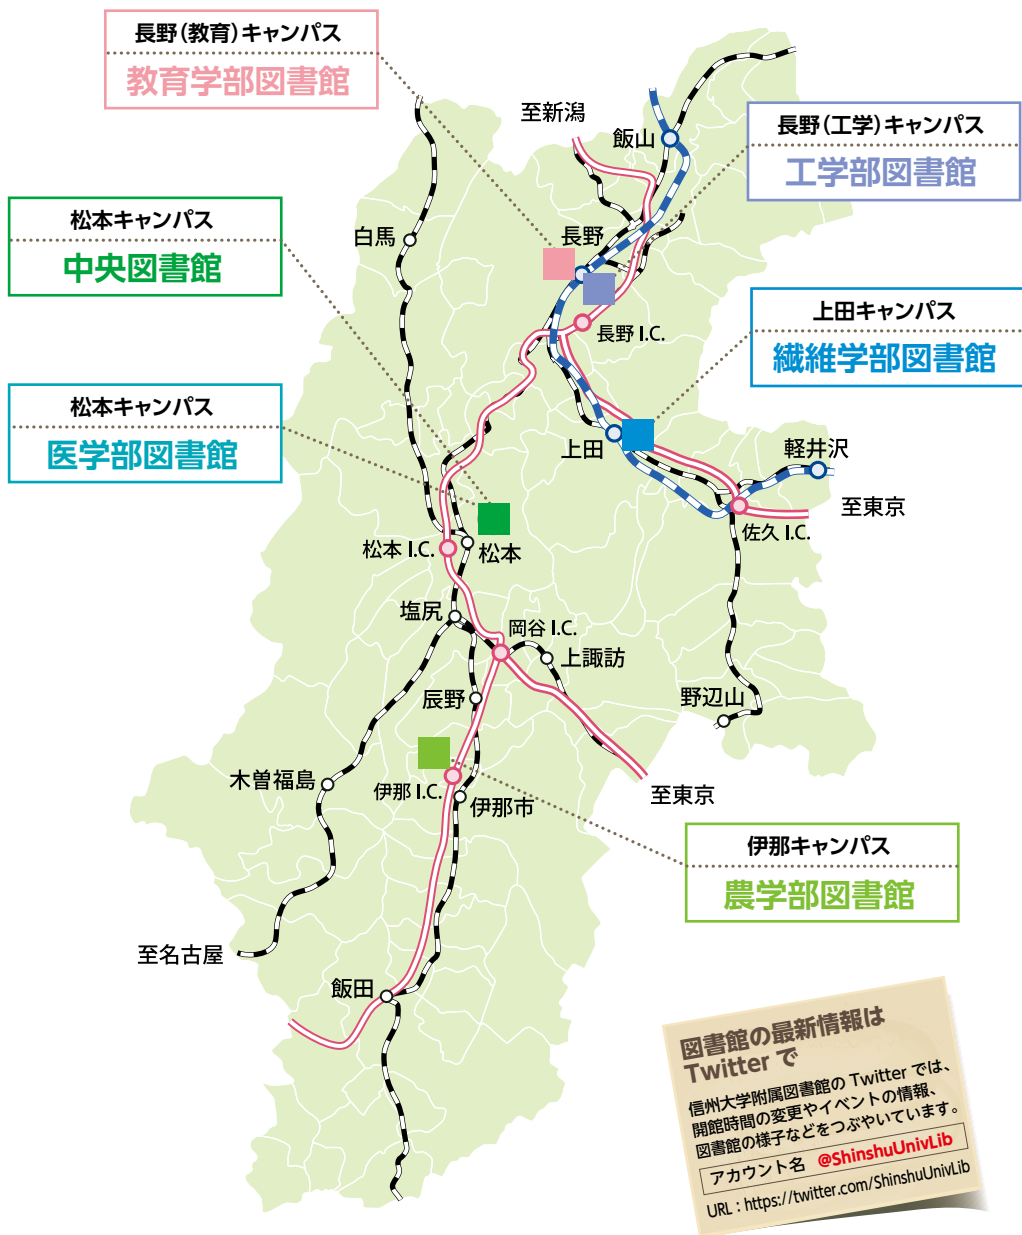 長野(教育)キャンパス
教育学部図書館
至新潟
飯山
長野(工学)キャンパス
工学部図書館
松本キャンパス
中央図書館
白馬
長野
長野 I.C.
上田キャンパス
繊維学部図書館
松本キャンパス
医学部図書館
上田
軽井沢
至東京
佐久 I.C.
松本 I.C.
松本
塩尻
岡谷 I.C.
上諏訪
辰野
野辺山
木曽福島
伊那 I.C.
伊那市
至東京
伊那キャンパス
農学部図書館
至名古屋
飯田
図書館の最新情報は
Twitter で
信州大学附属図書館の Twitter では、
開館時間の変更やイベントの情報、
図書館の様子などをつぶやいています。
アカウント名 @ShinshuUnivLib
URL : https://twitter.com/ShinshuUnivLib